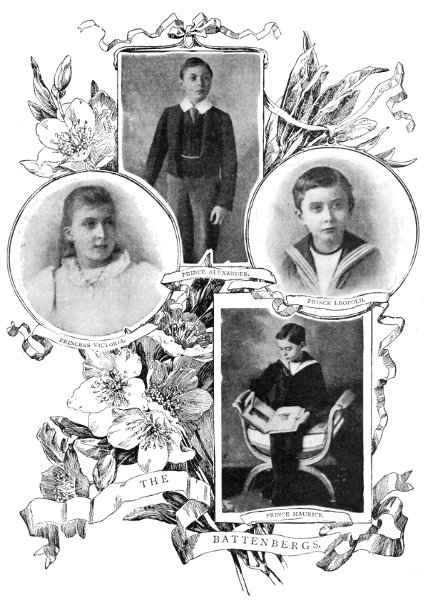 PRINCE ALEXANDER.
PRINCESS VICTORIA.
PRINCE LEOPOLD.
PRINCE MAURICE.
THE
BATTENBERGS.